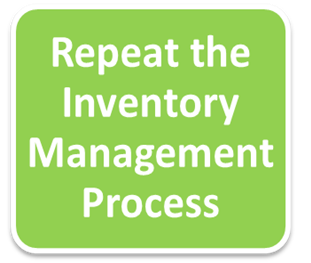 Repeat the
Inventory
Management
Process